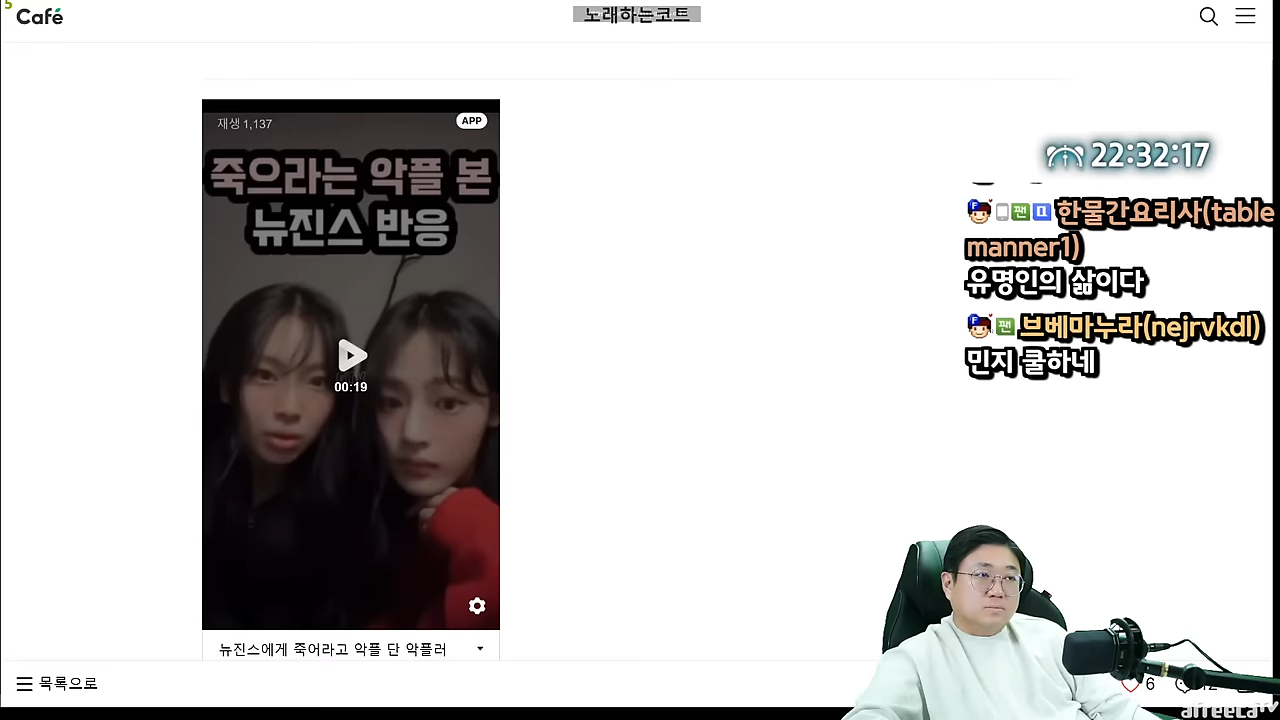 5
Café
노래하는코트
재생 1,137
APP
죽으라는 악플 본
뉴진스 반응
00:19
뉴진스에게 죽어라고 악플 단 악플러
22:32:17
F 팬 한물간요리사(table
manner1)
유명인의 삶이다
F 팬 브베마누라(nejrvkdl)
민지 쿨하네
목록으로
6
12
afreecaTV